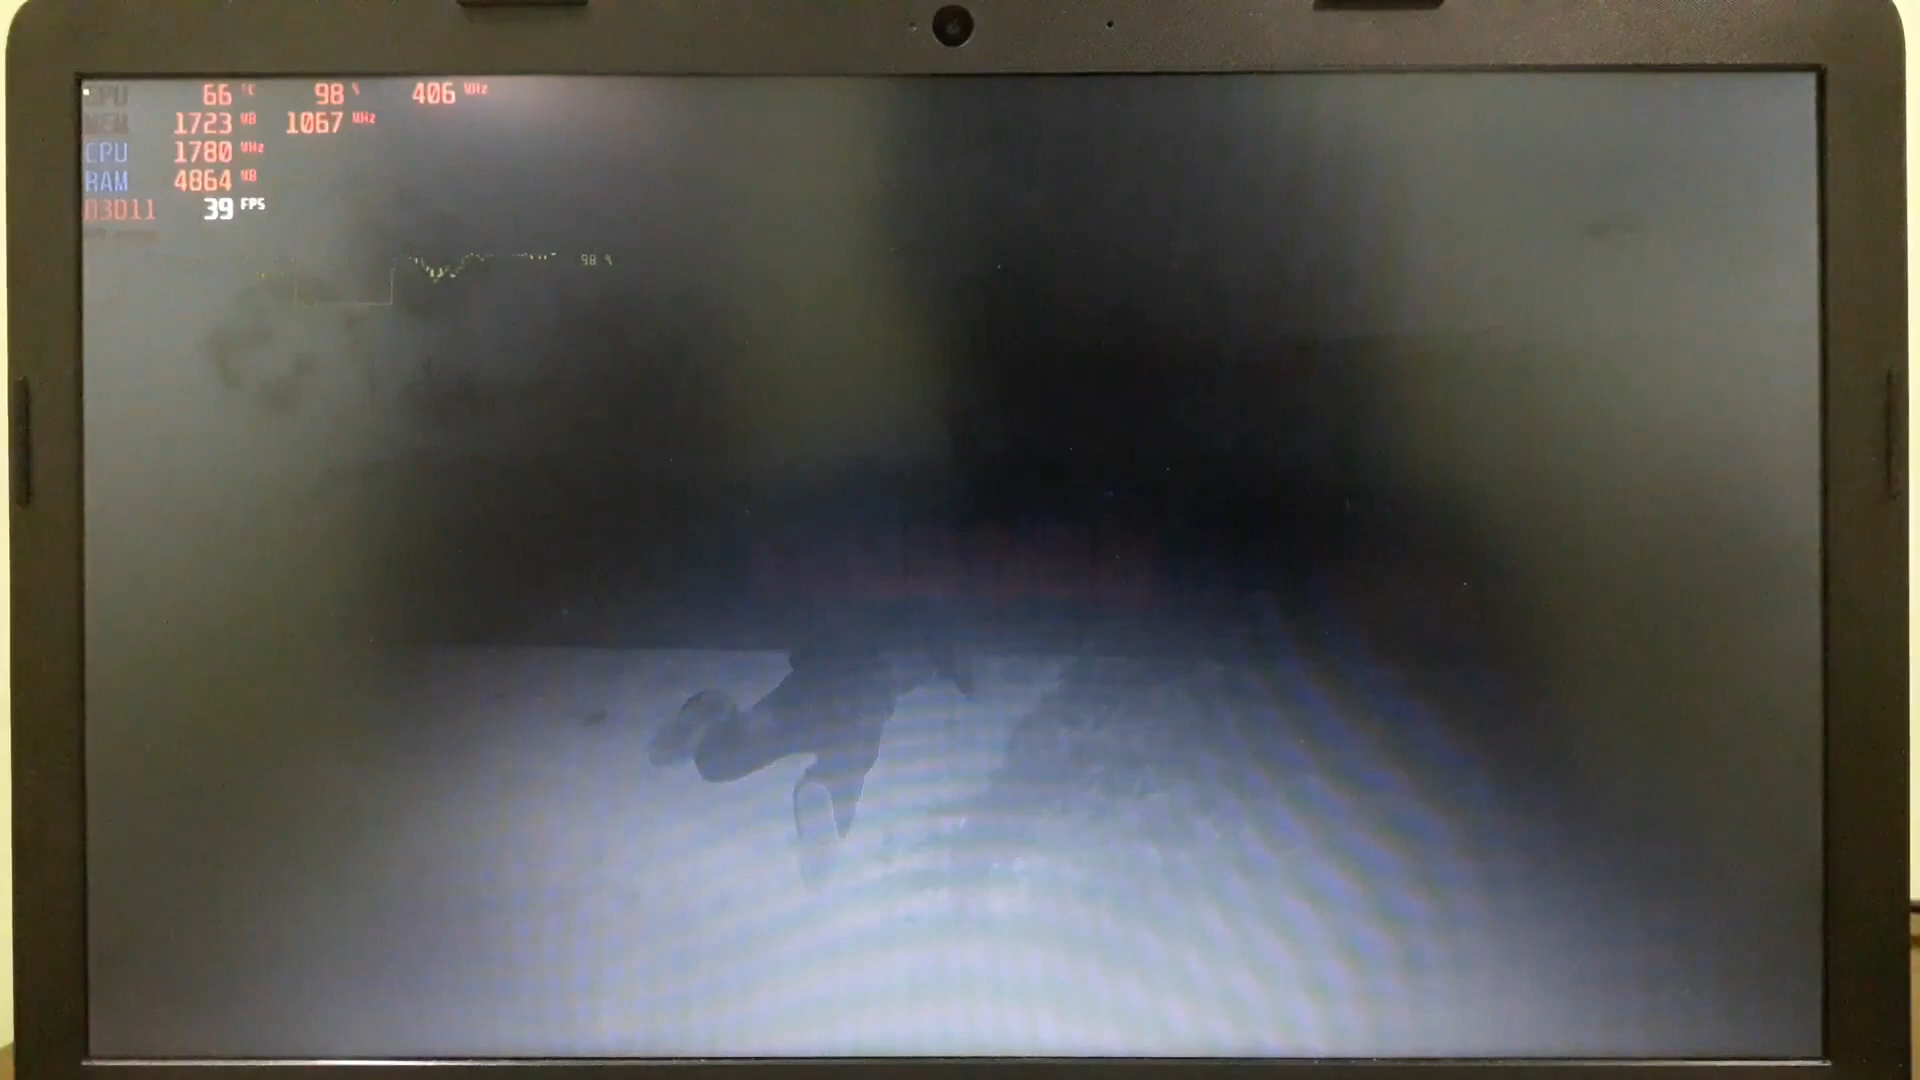 GPU 66 °C 98 % 406 MHz
MEM 1723 MB 1067 MHz
CPU 1780 MHz
RAM 4864 MB
D3D11 39 FPS
98 %